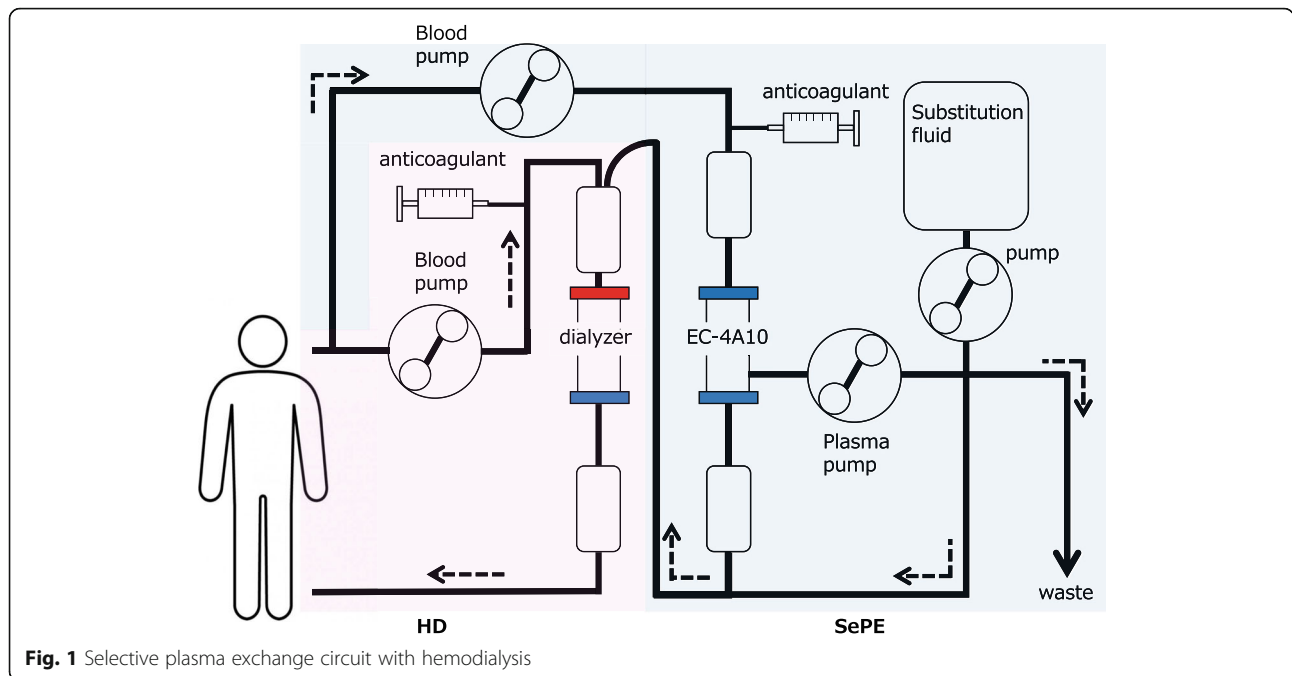 Blood
pump
anticoagulant
Substitution
fluid
anticoagulant
Blood
pump
pump
dialyzer
EC-4A10
Plasma
pump
waste
HD
SePE
Fig. 1 Selective plasma exchange circuit with hemodialysis